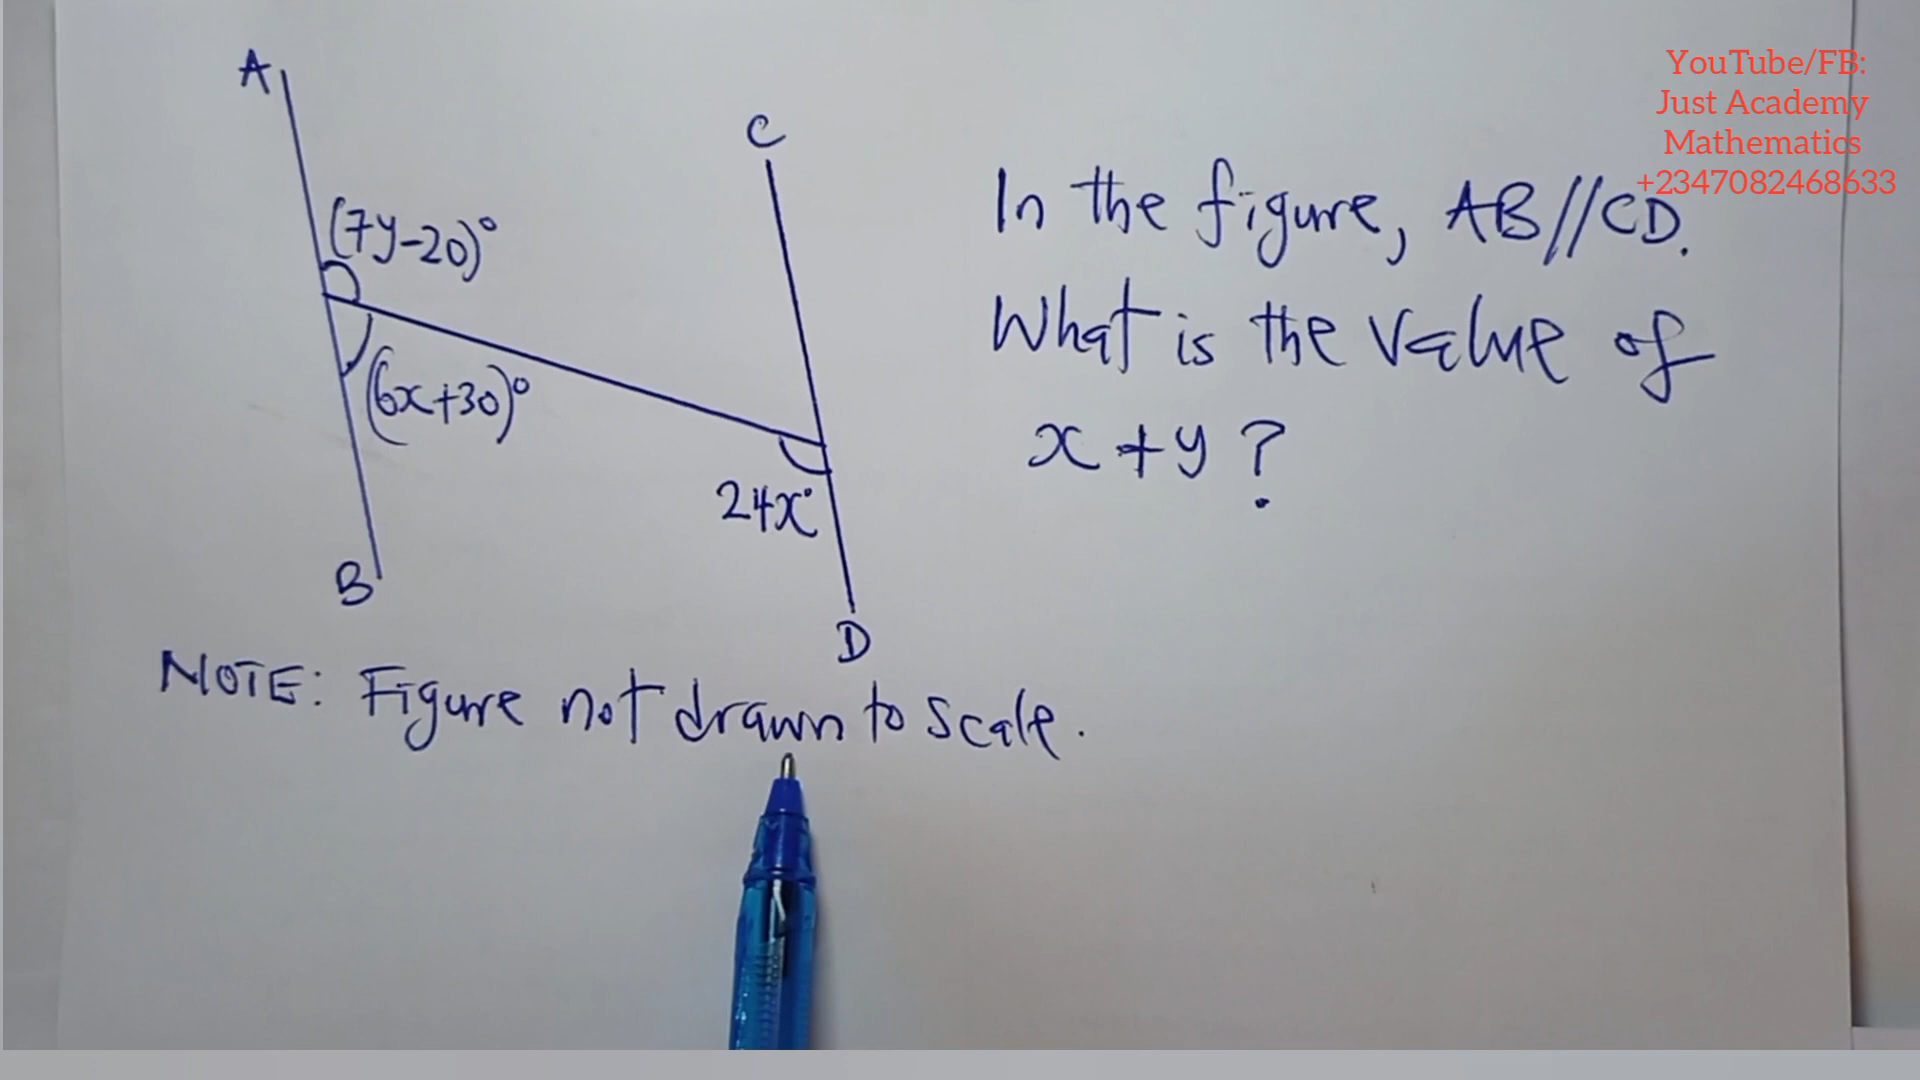 YouTube/FB:
Just Academy
Mathematics
+2347082468633
A
C
(7y-20)°
In the figure, AB//CD.
What is the value of
x+y?
(6x+30)°
24x°
B
D
NOTE: Figure not drawn to scale.